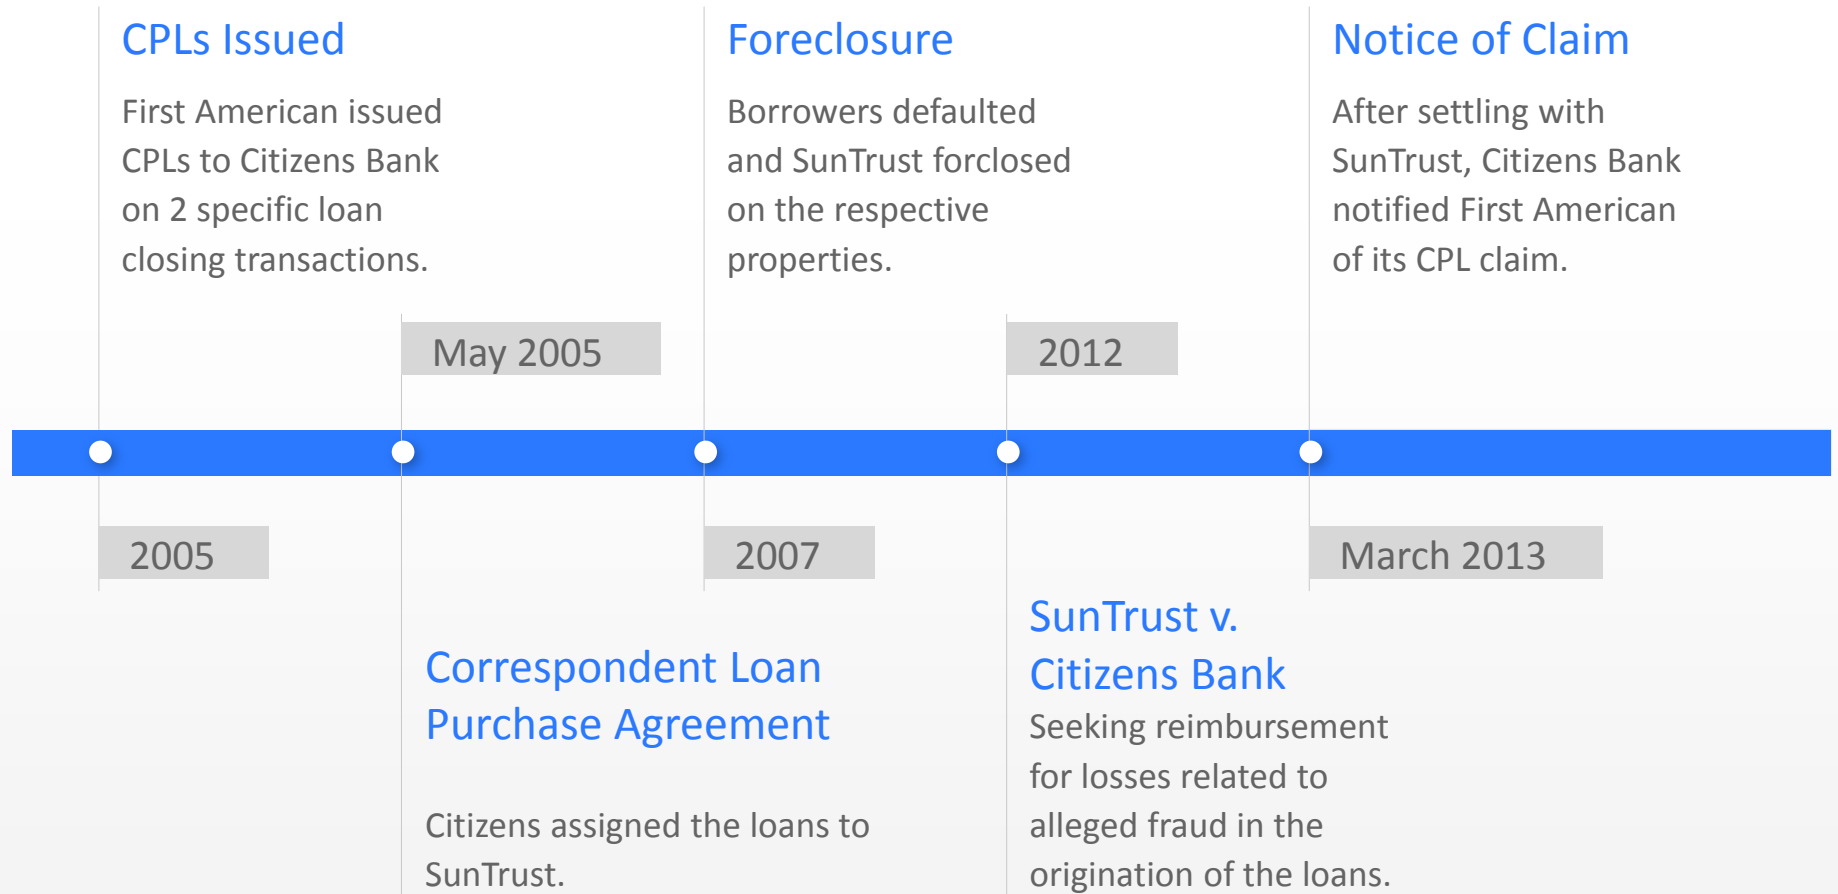 CPLs Issued
First American issued
CPLs to Citizens Bank
on 2 specific loan
closing transactions.
2005
May 2005
Correspondent Loan
Purchase Agreement
Citizens assigned the loans to
SunTrust.
Foreclosure
Borrowers defaulted
and SunTrust forclosed
on the respective
properties.
2007
2012
SunTrust v.
Citizens Bank
Seeking reimbursement
for losses related to
alleged fraud in the
origination of the loans.
Notice of Claim
After settling with
SunTrust, Citizens Bank
notified First American
of its CPL claim.
March 2013